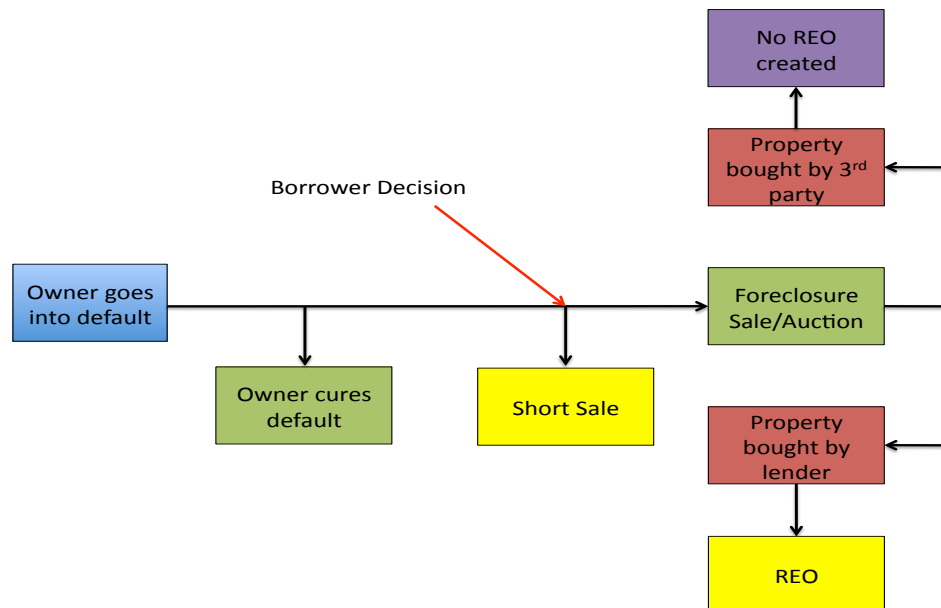 No REO
created
Property
bought by 3rd
party
Borrower Decision
Owner goes
into default
Foreclosure
Sale/Auction
Owner cures
default
Short Sale
Property
bought by
lender
REO